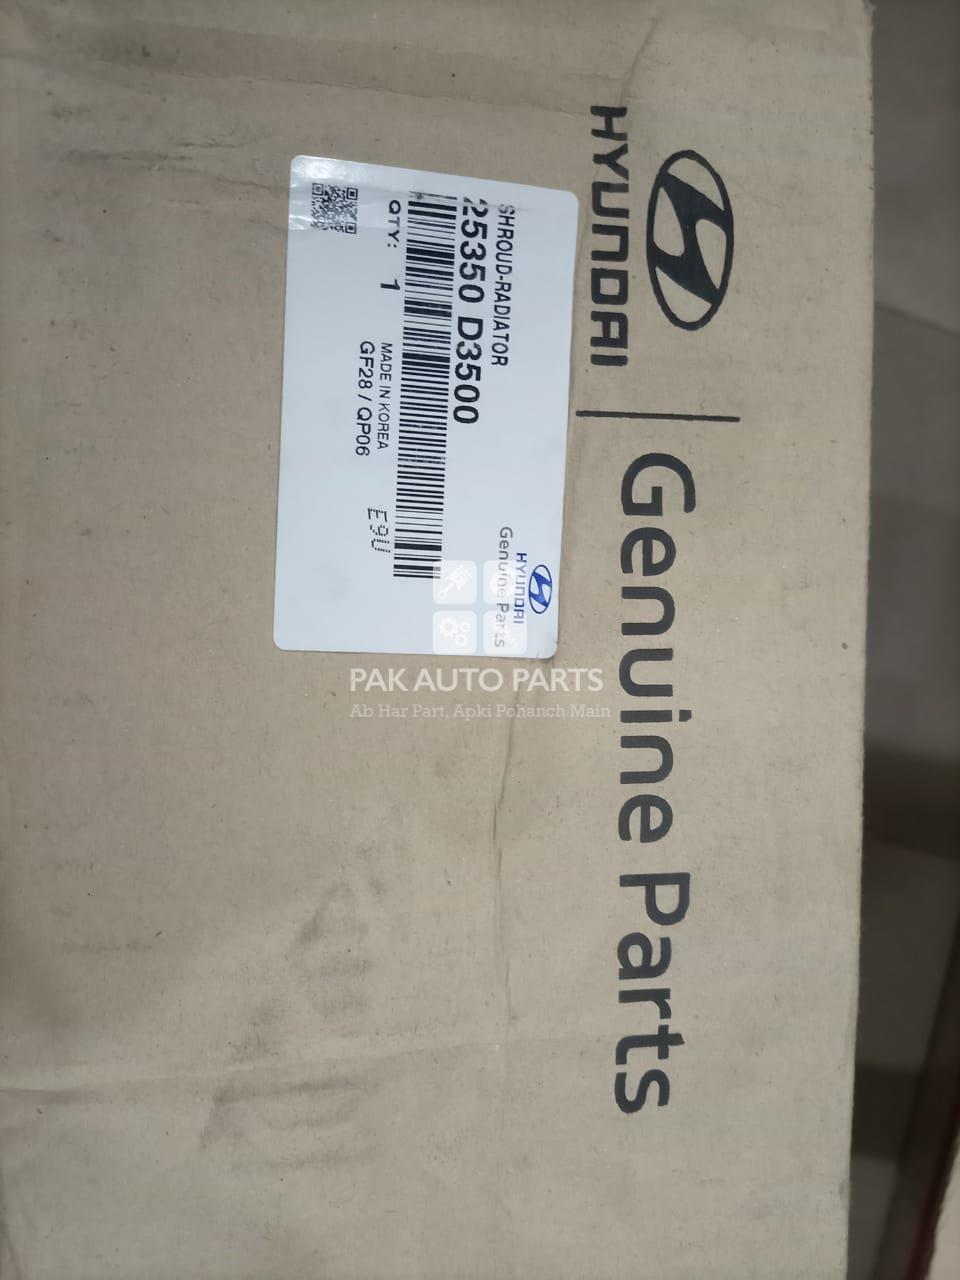 HYUNDAI | Genuine Parts
HYUNDAI
Genuine Parts
SHROUD-RADIATOR
25350 D3500
QTY: 1
MADE IN KOREA
GF28 / QP06
E9U
PAK AUTO PARTS
Ab Har Part, Apki Pohanch Main